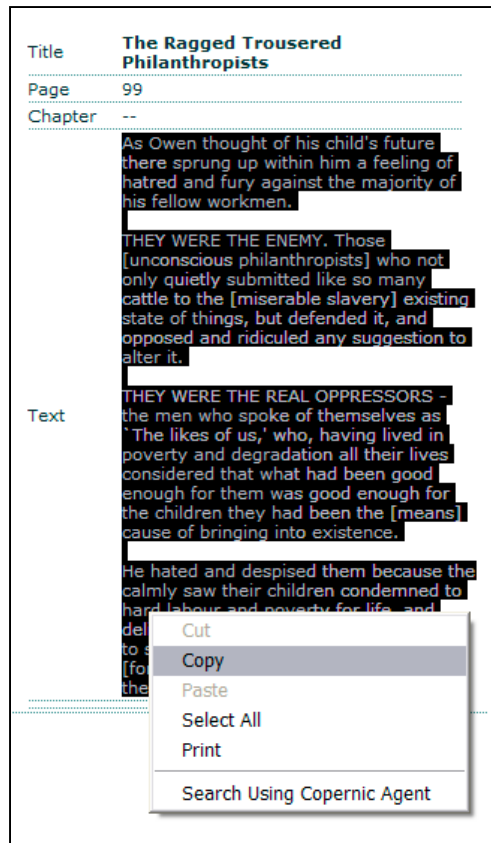 Title
The Ragged Trousered
Philanthropists
Page
99
Chapter
--
Text
As Owen thought of his child's future
there sprung up within him a feeling of
hatred and fury against the majority of
his fellow workmen.
THEY WERE THE ENEMY. Those
[unconscious philanthropists] who not
only quietly submitted like so many
cattle to the [miserable slavery] existing
state of things, but defended it, and
opposed and ridiculed any suggestion to
alter it.
THEY WERE THE REAL OPPRESSORS -
the men who spoke of themselves as
`The likes of us,' who, having lived in
poverty and degradation all their lives
considered that what had been good
enough for them was good enough for
the children they had been the [means]
cause of bringing into existence.
He hated and despised them because the
calmly saw their children condemned to
hard labour and poverty for life, and
Cut
Copy
Paste
Select All
Print
Search Using Copernic Agent